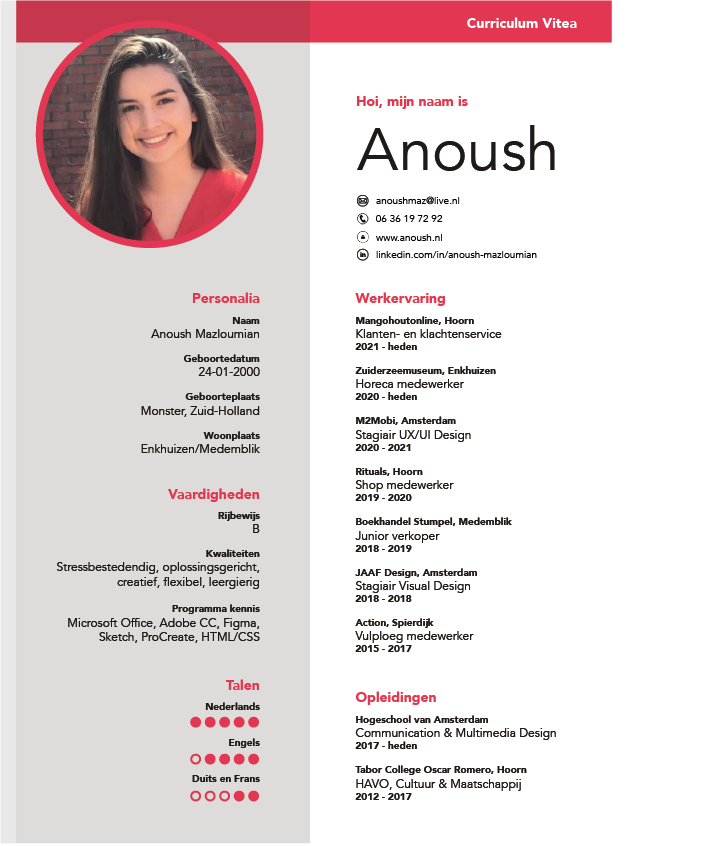 Curriculum Vitea
Hoi, mijn naam is
Anoush
anoushmaz@live.nl
06 36 19 72 92
www.anoush.nl
linkedin.com/in/anoush-mazloumian
Personalia
Naam
Anoush Mazloumian
Geboortedatum
24-01-2000
Geboorteplaats
Monster, Zuid-Holland
Woonplaats
Enkhuizen/Medemblik
Vaardigheden
Rijbewijs
B
Kwaliteiten
Stressbestedendig, oplossingsgericht,
creatief, flexibel, leergierig
Programma kennis
Microsoft Office, Adobe CC, Figma,
Sketch, ProCreate, HTML/CSS
Talen
Nederlands
Engels
Duits en Frans
Werkervaring
Mangohoutonline, Hoorn
Klanten- en klachtenservice
2021 - heden
Zuiderzeemuseum, Enkhuizen
Horeca medewerker
2020 - heden
M2Mobi, Amsterdam
Stagiair UX/UI Design
2020 - 2021
Rituals, Hoorn
Shop medewerker
2019 - 2020
Boekhandel Stumpel, Medemblik
Junior verkoper
2018 - 2019
JAAF Design, Amsterdam
Stagiair Visual Design
2018 - 2018
Action, Spierdijk
Vulploeg medewerker
2015 - 2017
Opleidingen
Hogeschool van Amsterdam
Communication & Multimedia Design
2017 - heden
Tabor College Oscar Romero, Hoorn
HAVO, Cultuur & Maatschappij
2012 - 2017